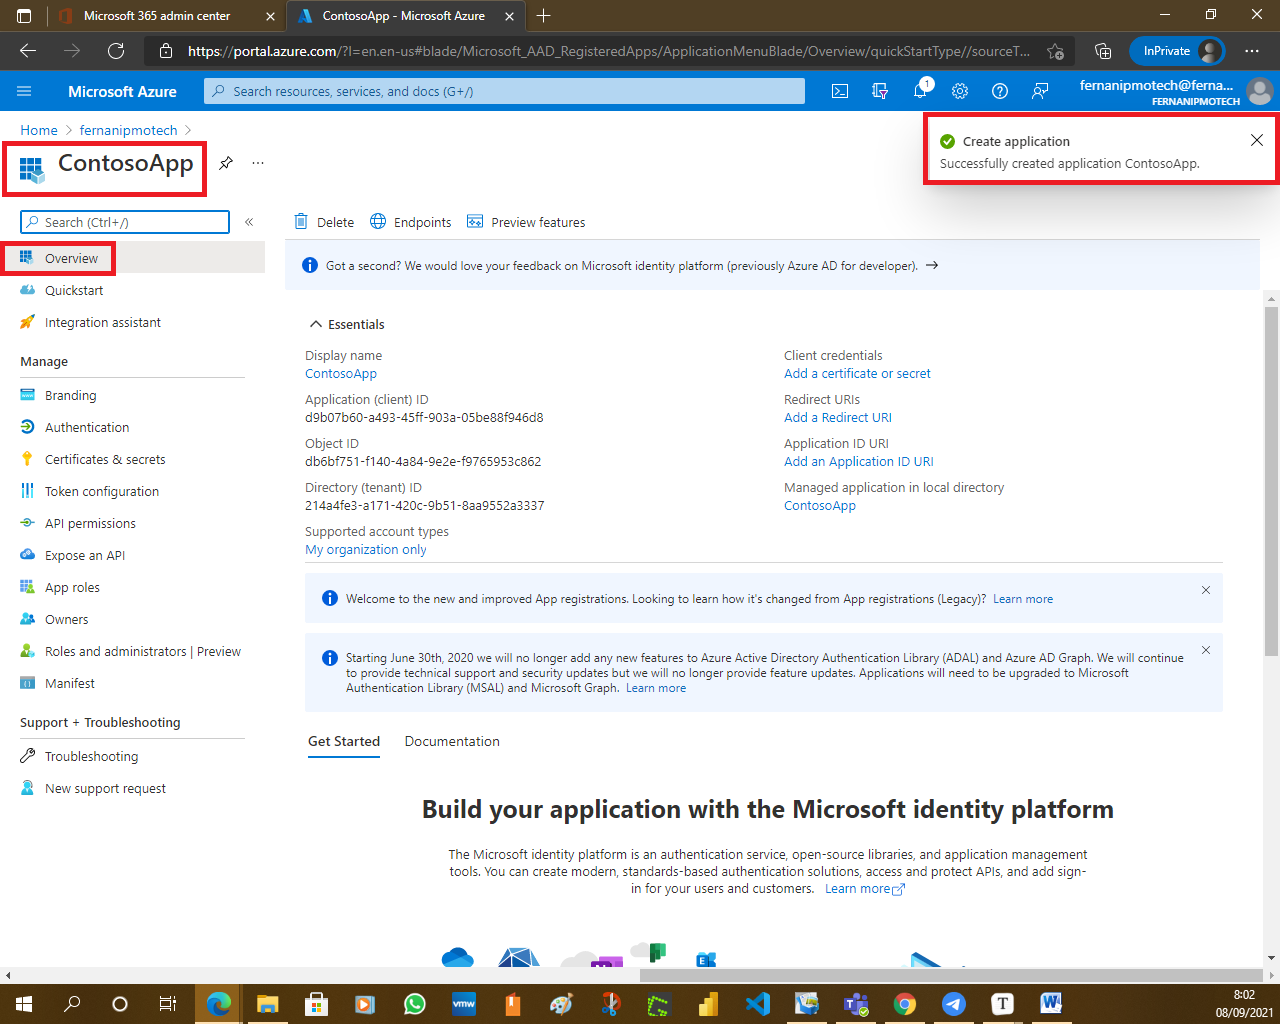 Microsoft 365 admin center
ContosoApp - Microsoft Azure
https://portal.azure.com/?l=en.en-us#blade/Microsoft_AAD_RegisteredApps/ApplicationMenuBlade/Overview/quickStartType//sourceT...
InPrivate
Microsoft Azure
Search resources, services, and docs (G+/)
1
fernanipmotech@ferna...
FERNANIPMOTECH
Home
fernanipmotech
ContosoApp
Create application
Successfully created application ContosoApp.
Search (Ctrl+/)
Delete
Endpoints
Preview features
Overview
Quickstart
Integration assistant
Manage
Branding
Authentication
Certificates & secrets
Token configuration
API permissions
Expose an API
App roles
Owners
Roles and administrators | Preview
Manifest
Support + Troubleshooting
Troubleshooting
New support request
Got a second? We would love your feedback on Microsoft identity platform (previously Azure AD for developer).
Essentials
Display name
ContosoApp
Application (client) ID
d9b07b60-a493-45ff-903a-05be88f946d8
Object ID
db6bf751-f140-4a84-9e2e-f9765953c862
Directory (tenant) ID
214a4fe3-a171-420c-9b51-8aa9552a3337
Supported account types
My organization only
Client credentials
Add a certificate or secret
Redirect URIs
Add a Redirect URI
Application ID URI
Add an Application ID URI
Managed application in local directory
ContosoApp
Welcome to the new and improved App registrations. Looking to learn how it's changed from App registrations (Legacy)? Learn more
Starting June 30th, 2020 we will no longer add any new features to Azure Active Directory Authentication Library (ADAL) and Azure AD Graph. We will continue
to provide technical support and security updates but we will no longer provide feature updates. Applications will need to be upgraded to Microsoft
Authentication Library (MSAL) and Microsoft Graph. Learn more
Get Started
Documentation
Build your application with the Microsoft identity platform
The Microsoft identity platform is an authentication service, open-source libraries, and application management
tools. You can create modern, standards-based authentication solutions, access and protect APIs, and add sign-
in for your users and customers. Learn more
vmw
T
W
8:02
08/09/2021